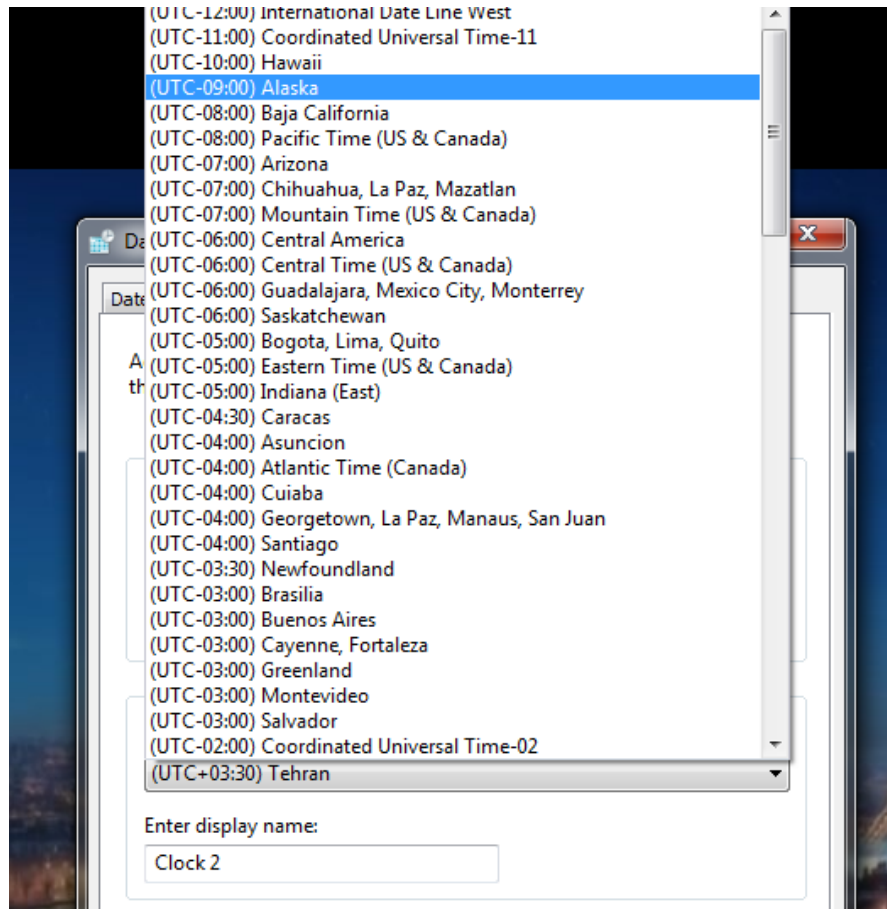 (UTC-12:00) International Date Line West
(UTC-11:00) Coordinated Universal Time-11
(UTC-10:00) Hawaii
(UTC-09:00) Alaska
(UTC-08:00) Baja California
(UTC-08:00) Pacific Time (US & Canada)
(UTC-07:00) Arizona
(UTC-07:00) Chihuahua, La Paz, Mazatlan
(UTC-07:00) Mountain Time (US & Canada)
Da
(UTC-06:00) Central America
(UTC-06:00) Central Time (US & Canada)
Date
(UTC-06:00) Guadalajara, Mexico City, Monterrey
(UTC-06:00) Saskatchewan
(UTC-05:00) Bogota, Lima, Quito
A
(UTC-05:00) Eastern Time (US & Canada)
th
(UTC-05:00) Indiana (East)
(UTC-04:30) Caracas
(UTC-04:00) Asuncion
(UTC-04:00) Atlantic Time (Canada)
(UTC-04:00) Cuiaba
(UTC-04:00) Georgetown, La Paz, Manaus, San Juan
(UTC-04:00) Santiago
(UTC-03:30) Newfoundland
(UTC-03:00) Brasilia
(UTC-03:00) Buenos Aires
(UTC-03:00) Cayenne, Fortaleza
(UTC-03:00) Greenland
(UTC-03:00) Montevideo
(UTC-03:00) Salvador
(UTC-02:00) Coordinated Universal Time-02
(UTC+03:30) Tehran
Enter display name:
Clock 2